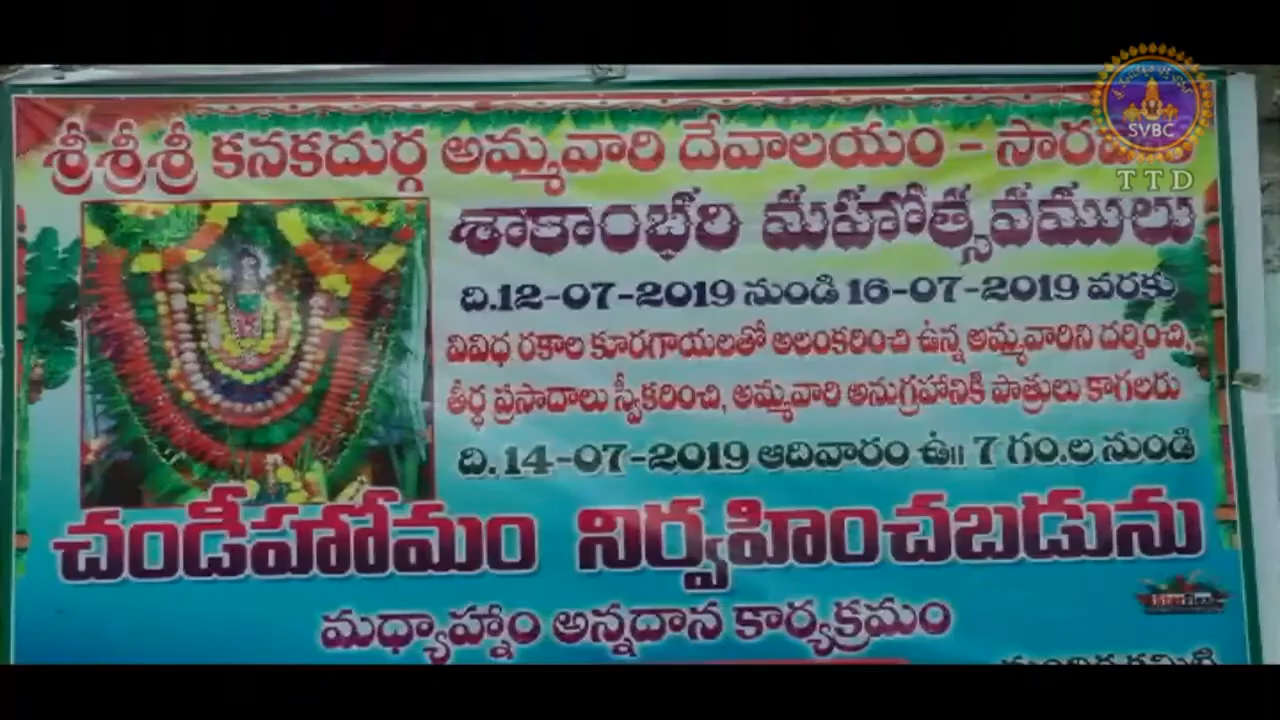 శ్రీశ్రీశ్రీ కనకదుర్గ అమ్మవారి దేవాలయం -
SVBC
TTD
శాకాంభరి మహోత్సవములు
ది.12-07-2019 నుండి 16-07-2019 వరకు
వివిధ రకాల కూరగాయలతో అలంకరించి ఉన్న అమ్మవారిని దర్శించి,
తీర్థ ప్రసాదాలు స్వీకరించి, అమ్మవారి అనుగ్రహానికి పాత్రులు కాగలరు
ది. 14-07-2019 ఆదివారం ఉ॥ 7 గం.ల నుండి
చండీహోమం నిర్వహించబడును
మధ్యాహ్నం అన్నదాన కార్యక్రమం